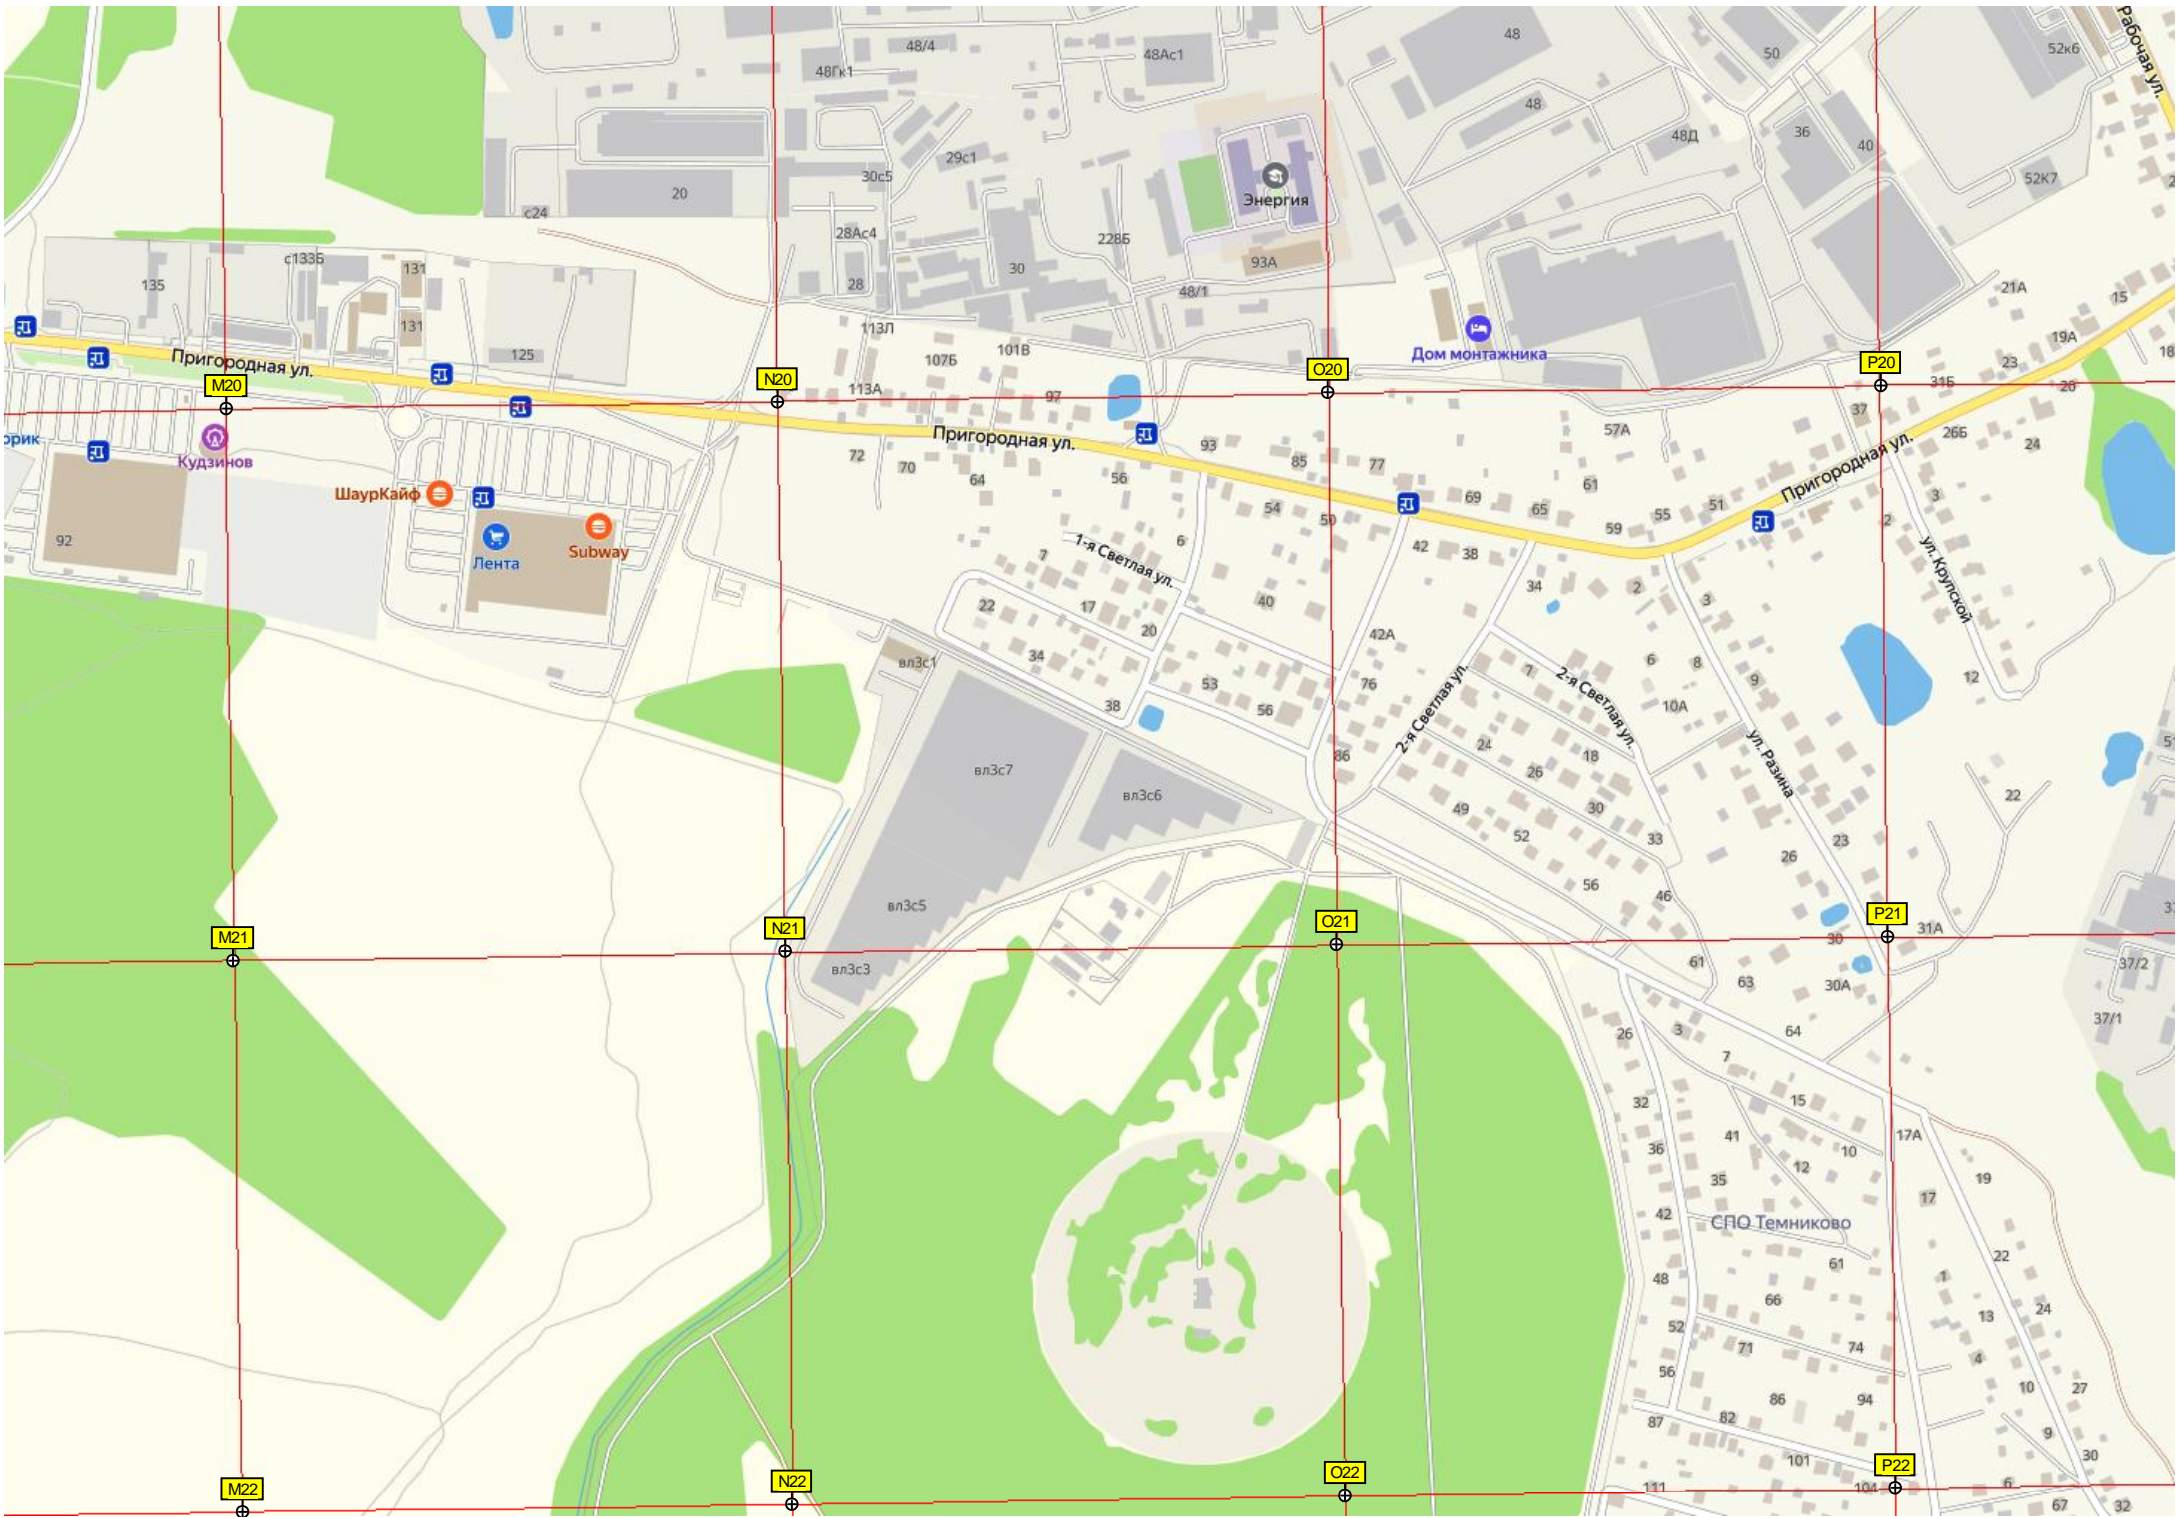 Рабочая ул.
48
52к6
48/4
48Ас1
50
48Гк1
48
36
48Д
40
29с1
30с5
20
52К7
Энергия
с24
28Ас4
228Б
с133Б
131
30
93А
135
28
48/1
21А
15
131
113Л
19А
125
107Б
101В
Дом монтажника
Пригородная ул.
23
18
M20
N20
O20
P20
31Б
20
113А
97
37
орик
Кудзинов
Пригородная ул.
57А
26Б
72
70
93
24
85
77
64
56
61
Пригородная ул.
ШаурКайф
69
3
54
65
51
50
55
2
59
92
Лента
Subway
1-я Светлая ул.
6
42
38
ул. Крупской
7
34
2
22
17
40
3
20
42А
34
вл3с1
6
8
7
2-я Светлая ул.
53
76
9
12
38
56
10А
2-я Светлая ул.
24
86
18
ул. Разина
вл3с7
26
вл3с6
22
49
30
52
33
23
26
56
вл3с5
46
M21
N21
O21
P21
31А
30
вл3с3
61
37/2
63
30А
37/1
26
3
64
7
32
15
17А
36
41
10
12
35
19
17
42
СПО Темниково
22
61
48
1
66
24
13
52
71
74
4
56
10
27
86
94
82
87
9
30
101
M22
N22
O22
P22
111
104
6
67
32